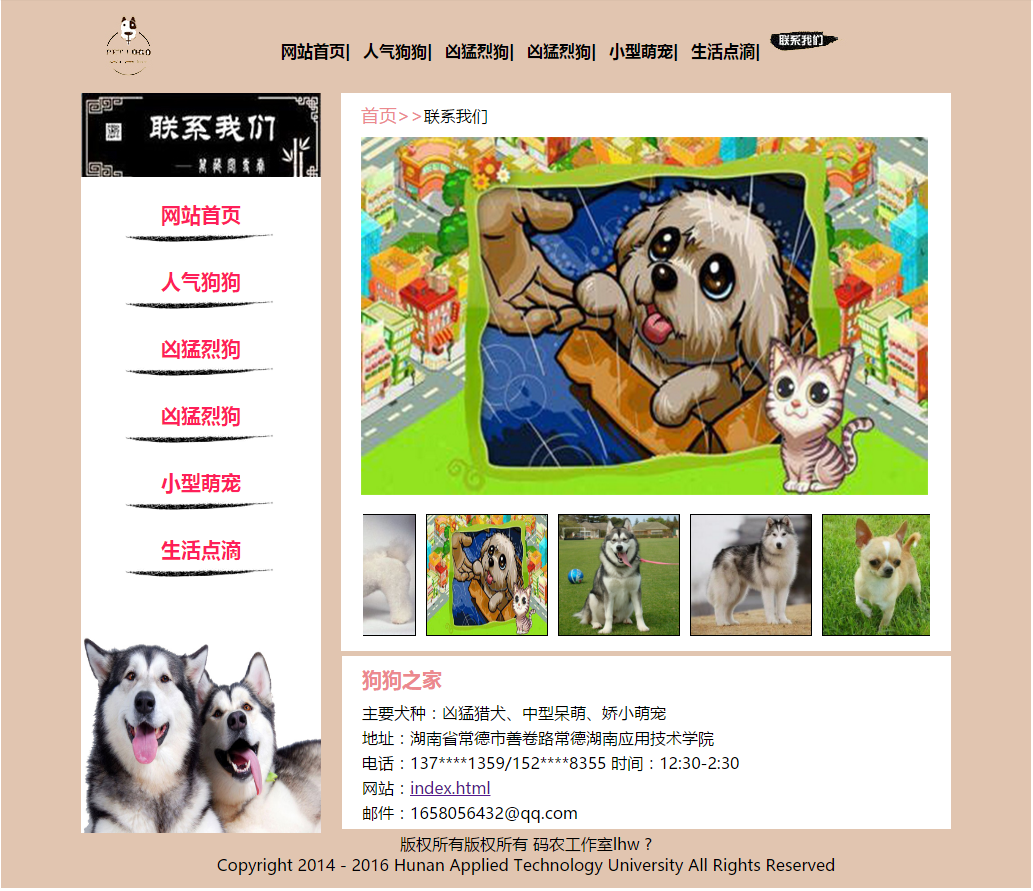 PET LOGO
网站首页| 人气狗狗| 凶猛烈狗| 凶猛烈狗| 小型萌宠| 生活点滴| 联系我们
联系我们
网站首页
人气狗狗
凶猛烈狗
凶猛烈狗
小型萌宠
生活点滴
首页>>联系我们
狗狗之家
主要犬种：凶猛猎犬、中型呆萌、娇小萌宠
地址：湖南省常德市善卷路常德湖南应用技术学院
电话：137****1359/152****8355 时间：12:30-2:30
网站：index.html
邮件：1658056432@qq.com
版权所有版权所有 码农工作室lhw ?
Copyright 2014 - 2016 Hunan Applied Technology University All Rights Reserved